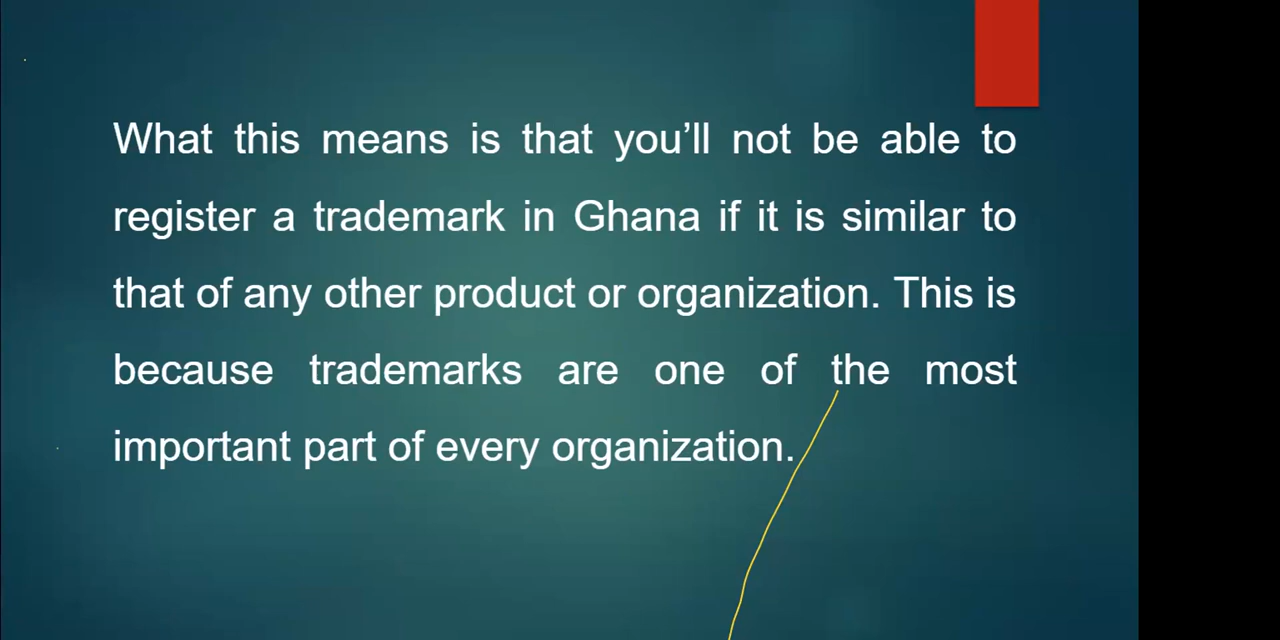 What this means is that you’ll not be able to
register a trademark in Ghana if it is similar to
that of any other product or organization. This is
because trademarks are one of the most
important part of every organization.